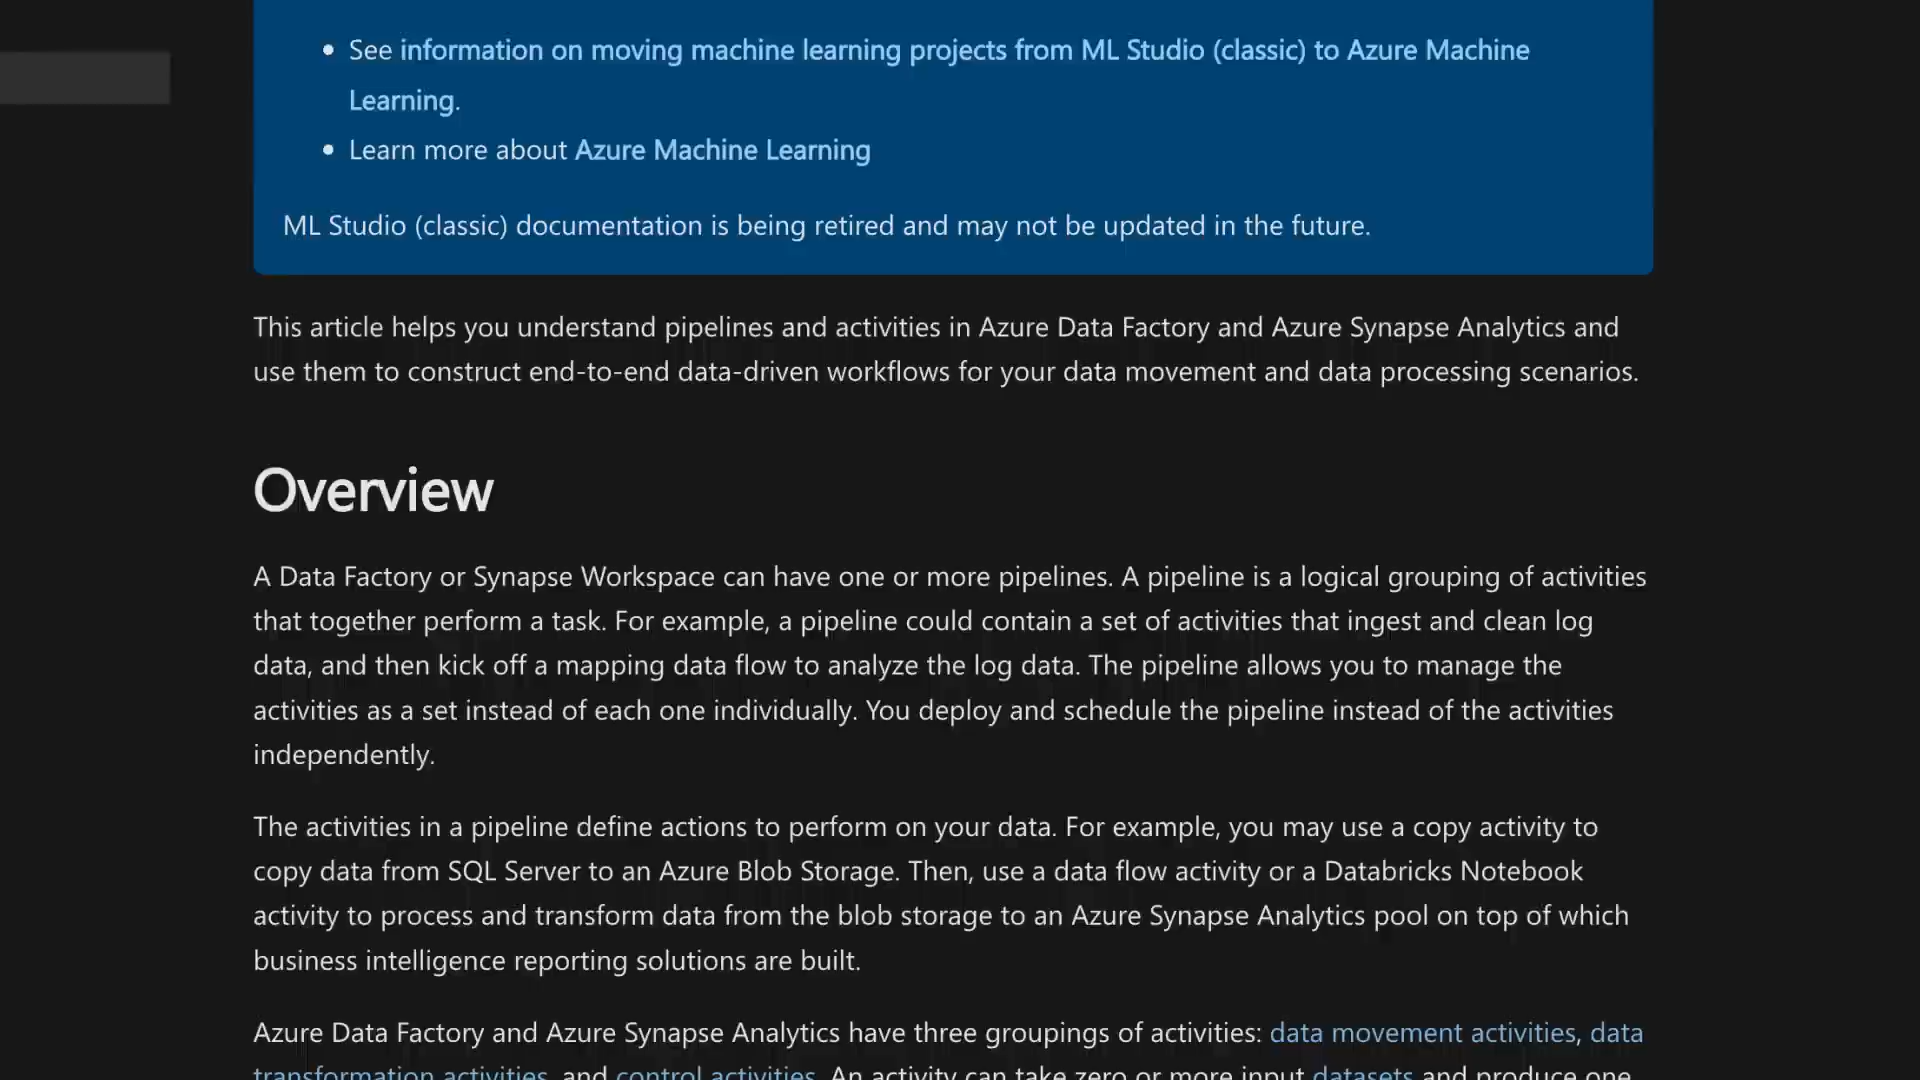 See information on moving machine learning projects from ML Studio (classic) to Azure Machine
Learning.
Learn more about Azure Machine Learning
ML Studio (classic) documentation is being retired and may not be updated in the future.
This article helps you understand pipelines and activities in Azure Data Factory and Azure Synapse Analytics and
use them to construct end-to-end data-driven workflows for your data movement and data processing scenarios.
Overview
A Data Factory or Synapse Workspace can have one or more pipelines. A pipeline is a logical grouping of activities
that together perform a task. For example, a pipeline could contain a set of activities that ingest and clean log
data, and then kick off a mapping data flow to analyze the log data. The pipeline allows you to manage the
activities as a set instead of each one individually. You deploy and schedule the pipeline instead of the activities
independently.
The activities in a pipeline define actions to perform on your data. For example, you may use a copy activity to
copy data from SQL Server to an Azure Blob Storage. Then, use a data flow activity or a Databricks Notebook
activity to process and transform data from the blob storage to an Azure Synapse Analytics pool on top of which
business intelligence reporting solutions are built.
Azure Data Factory and Azure Synapse Analytics have three groupings of activities: data movement activities, data
transformation activities, and control activities. An activity can take zero or more input datasets and produce one